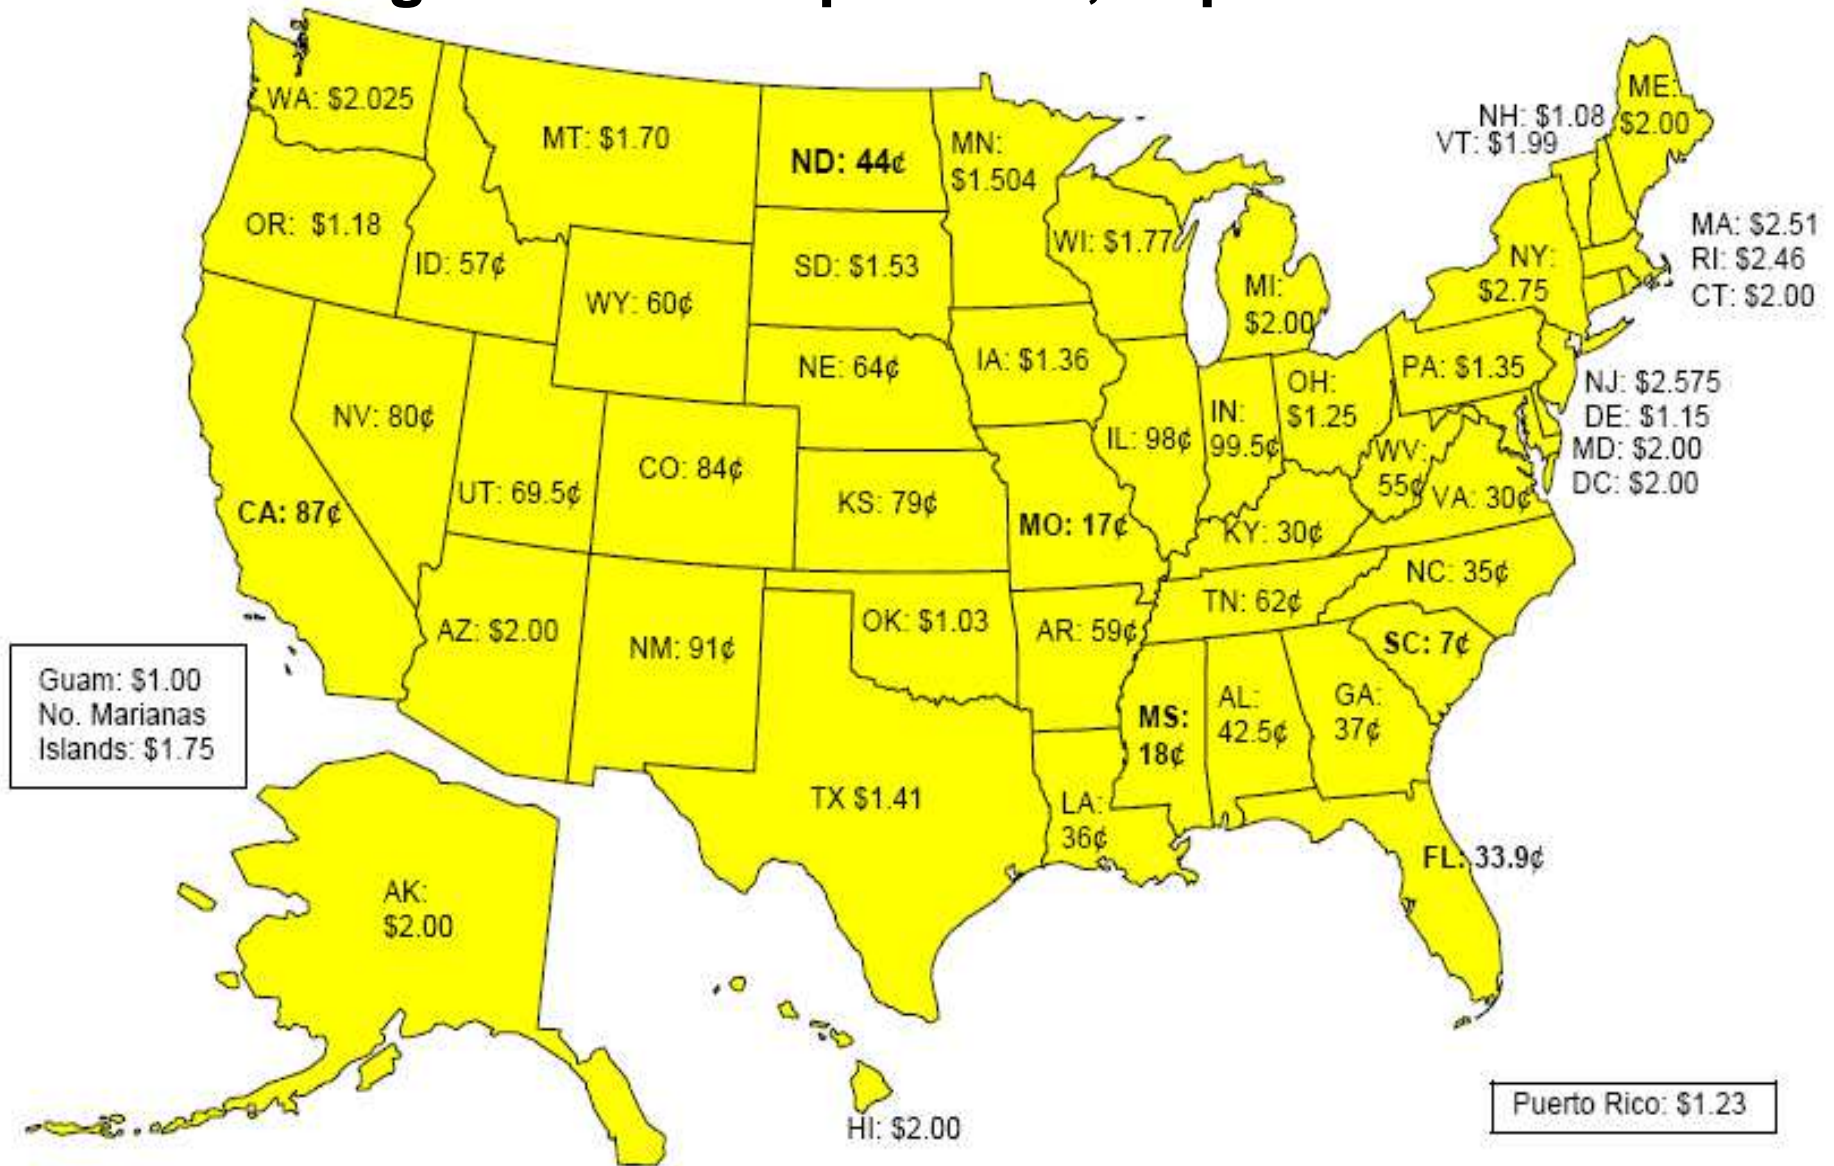 WA: $2.025
MT: $1.70
ND: 44¢
MN:
$1.504
OR: $1.18
ID: 57¢
WY: 60¢
SD: $1.53
WI: $1.77
MI:
$2.00
NY:
$2.75
NH: $1.08
VT: $1.99
ME:
$2.00
MA: $2.51
RI: $2.46
CT: $2.00
NE: 64¢
IA: $1.36
NV: 80¢
UT: 69.5¢
CO: 84¢
KS: 79¢
CA: 87¢
IL: 98¢
IN:
99.5¢
OH:
$1.25
PA: $1.35
NJ: $2.575
DE: $1.15
MD: $2.00
DC: $2.00
WV:
55¢
VA: 30¢
MO: 17¢
KY: 30¢
NC: 35¢
TN: 62¢
AZ: $2.00
NM: 91¢
OK: $1.03
AR: 59¢
SC: 7¢
MS:
18¢
AL:
42.5¢
GA:
37¢
TX $1.41
LA:
36¢
FL: 33.9¢
Guam: $1.00
No. Marianas
Islands: $1.75
AK:
$2.00
HI: $2.00
Puerto Rico: $1.23